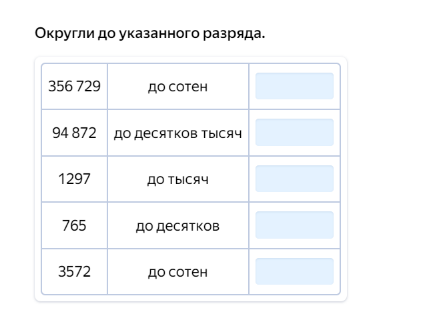 Округли до указанного разряда.
356 729 до сотен
94 872 до десятков тысяч
1297 до тысяч
765 до десятков
3572 до сотен